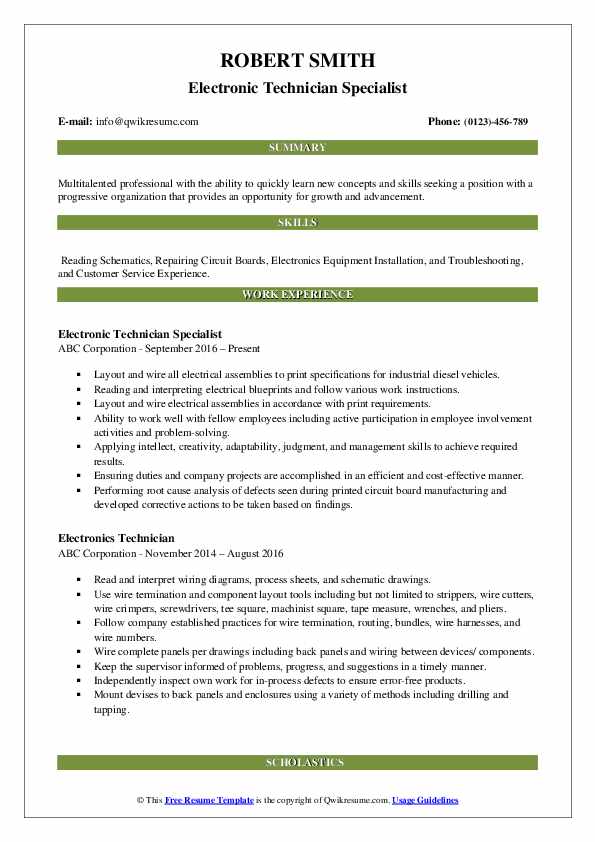 ROBERT SMITH
Electronic Technician Specialist
E-mail: info@qwikresume.com Phone: (0123)-456-789
SUMMARY
Multitalented professional with the ability to quickly learn new concepts and skills seeking a position with a
progressive organization that provides an opportunity for growth and advancement.
SKILLS
Reading Schematics, Repairing Circuit Boards, Electronics Equipment Installation, and Troubleshooting,
and Customer Service Experience.
WORK EXPERIENCE
Electronic Technician Specialist
ABC Corporation - September 2016 – Present
▪ Layout and wire all electrical assemblies to print specifications for industrial diesel vehicles.
▪ Reading and interpreting electrical blueprints and follow various work instructions.
▪ Layout and wire electrical assemblies in accordance with print requirements.
▪ Ability to work well with fellow employees including active participation in employee involvement
activities and problem-solving.
▪ Applying intellect, creativity, adaptability, judgment, and management skills to achieve required
results.
▪ Ensuring duties and company projects are accomplished in an efficient and cost-effective manner.
▪ Performing root cause analysis of defects seen during printed circuit board manufacturing and
developed corrective actions to be taken based on findings.
Electronics Technician
ABC Corporation - November 2014 – August 2016
▪ Read and interpret wiring diagrams, process sheets, and schematic drawings.
▪ Use wire termination and component layout tools including but not limited to strippers, wire cutters,
wire crimpers, screwdrivers, tee square, machinist square, tape measure, wrenches, and pliers.
▪ Follow company established practices for wire termination, routing, bundles, wire harnesses, and
wire numbers.
▪ Wire complete panels per drawings including back panels and wiring between devices/ components.
▪ Keep the supervisor informed of problems, progress, and suggestions in a timely manner.
▪ Independently inspect own work for in-process defects to ensure error-free products.
▪ Mount devises to back panels and enclosures using a variety of methods including drilling and
tapping.
SCHOLASTICS
© This Free Resume Template is the copyright of Qwikresume.com. Usage Guidelines